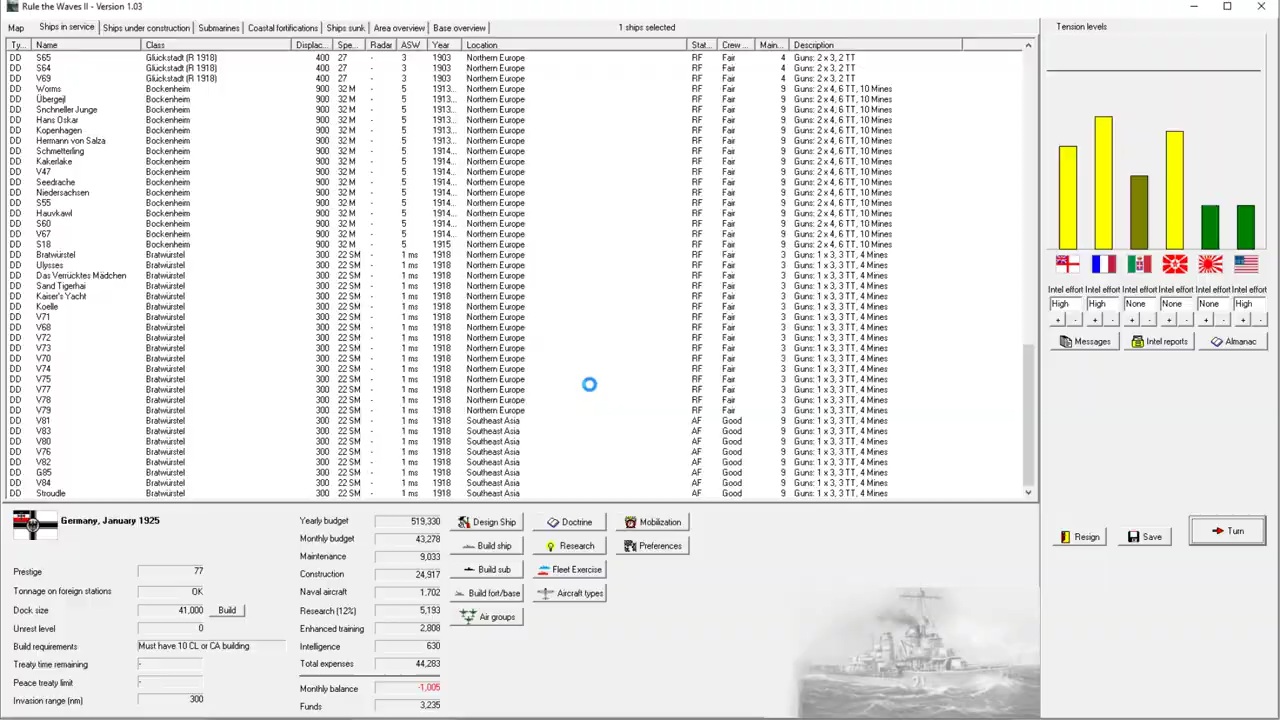 Rule the Waves II - Version 1.03
Map Ships in service Ships under construction Submarines Coastal fortifications Ships sunk Area overview Base overview 1 ships selected
Ty... Name Class Displac... Spe... Radar ASW Year Location Stat... Crew ... Main... Description
DD S65 Glückstadt (R 1918) 400 27 - 3 1903 Northern Europe RF Fair 4 Guns: 2 x 3, 2 TT
DD S64 Glückstadt (R 1918) 400 27 - 3 1903 Northern Europe RF Fair 4 Guns: 2 x 3, 2 TT
DD V69 Glückstadt (R 1918) 400 27 - 3 1903 Northern Europe RF Fair 4 Guns: 2 x 3, 2 TT
DD Worms Bockenheim 900 32 M - 5 1913... Northern Europe RF Fair 9 Guns: 2 x 4, 6 TT, 10 Mines
DD Übergejl Bockenheim 900 32 M - 5 1913... Northern Europe RF Fair 9 Guns: 2 x 4, 6 TT, 10 Mines
DD Snchneller Junge Bockenheim 900 32 M - 5 1913... Northern Europe RF Fair 9 Guns: 2 x 4, 6 TT, 10 Mines
DD Hans Oskar Bockenheim 900 32 M - 5 1913... Northern Europe RF Fair 9 Guns: 2 x 4, 6 TT, 10 Mines
DD Kopenhagen Bockenheim 900 32 M - 5 1913... Northern Europe RF Fair 9 Guns: 2 x 4, 6 TT, 10 Mines
DD Hermann von Salza Bockenheim 900 32 M - 5 1913... Northern Europe RF Fair 9 Guns: 2 x 4, 6 TT, 10 Mines
DD Schmetterling Bockenheim 900 32 M - 5 1914... Northern Europe RF Fair 9 Guns: 2 x 4, 6 TT, 10 Mines
DD Kakerlake Bockenheim 900 32 M - 5 1914... Northern Europe RF Fair 9 Guns: 2 x 4, 6 TT, 10 Mines
DD V47 Bockenheim 900 32 M - 5 1914... Northern Europe RF Fair 9 Guns: 2 x 4, 6 TT, 10 Mines
DD Seedrache Bockenheim 900 32 M - 5 1914... Northern Europe RF Fair 9 Guns: 2 x 4, 6 TT, 10 Mines
DD Niedersachsen Bockenheim 900 32 M - 5 1914... Northern Europe RF Fair 9 Guns: 2 x 4, 6 TT, 10 Mines
DD S55 Bockenheim 900 32 M - 5 1914... Northern Europe RF Fair 9 Guns: 2 x 4, 6 TT, 10 Mines
DD Hauvkawl Bockenheim 900 32 M - 5 1914... Northern Europe RF Fair 9 Guns: 2 x 4, 6 TT, 10 Mines
DD S60 Bockenheim 900 32 M - 5 1914... Northern Europe RF Fair 9 Guns: 2 x 4, 6 TT, 10 Mines
DD V67 Bockenheim 900 32 M - 5 1914... Northern Europe RF Fair 9 Guns: 2 x 4, 6 TT, 10 Mines
DD S18 Bockenheim 900 32 M - 5 1915 Northern Europe RF Fair 9 Guns: 2 x 4, 6 TT, 10 Mines
DD Bratwürstel Bratwürstel 300 22 SM - 1 ms 1918 Northern Europe RF Fair 3 Guns: 1 x 3, 3 TT, 4 Mines
DD Ulysses Bratwürstel 300 22 SM - 1 ms 1918 Northern Europe RF Fair 3 Guns: 1 x 3, 3 TT, 4 Mines
DD Das Verrücktes Mädchen Bratwürstel 300 22 SM - 1 ms 1918 Northern Europe RF Fair 3 Guns: 1 x 3, 3 TT, 4 Mines
DD Sand Tigerhai Bratwürstel 300 22 SM - 1 ms 1918 Northern Europe RF Fair 3 Guns: 1 x 3, 3 TT, 4 Mines
DD Kaiser's Yacht Bratwürstel 300 22 SM - 1 ms 1918 Northern Europe RF Fair 3 Guns: 1 x 3, 3 TT, 4 Mines
DD Koelle Bratwürstel 300 22 SM - 1 ms 1918 Northern Europe RF Fair 3 Guns: 1 x 3, 3 TT, 4 Mines
DD V71 Bratwürstel 300 22 SM - 1 ms 1918 Northern Europe RF Fair 3 Guns: 1 x 3, 3 TT, 4 Mines
DD V68 Bratwürstel 300 22 SM - 1 ms 1918 Northern Europe RF Fair 3 Guns: 1 x 3, 3 TT, 4 Mines
DD V72 Bratwürstel 300 22 SM - 1 ms 1918 Northern Europe RF Fair 3 Guns: 1 x 3, 3 TT, 4 Mines
DD V73 Bratwürstel 300 22 SM - 1 ms 1918 Northern Europe RF Fair 3 Guns: 1 x 3, 3 TT, 4 Mines
DD V70 Bratwürstel 300 22 SM - 1 ms 1918 Northern Europe RF Fair 3 Guns: 1 x 3, 3 TT, 4 Mines
DD V74 Bratwürstel 300 22 SM - 1 ms 1918 Northern Europe RF Fair 3 Guns: 1 x 3, 3 TT, 4 Mines
DD V75 Bratwürstel 300 22 SM - 1 ms 1918 Northern Europe RF Fair 3 Guns: 1 x 3, 3 TT, 4 Mines
DD V77 Bratwürstel 300 22 SM - 1 ms 1918 Northern Europe RF Fair 3 Guns: 1 x 3, 3 TT, 4 Mines
DD V78 Bratwürstel 300 22 SM - 1 ms 1918 Northern Europe RF Fair 3 Guns: 1 x 3, 3 TT, 4 Mines
DD V79 Bratwürstel 300 22 SM - 1 ms 1918 Northern Europe RF Fair 3 Guns: 1 x 3, 3 TT, 4 Mines
DD V81 Bratwürstel 300 22 SM - 1 ms 1918 Southeast Asia AF Good 9 Guns: 1 x 3, 3 TT, 4 Mines
DD V83 Bratwürstel 300 22 SM - 1 ms 1918 Southeast Asia AF Good 9 Guns: 1 x 3, 3 TT, 4 Mines
DD V80 Bratwürstel 300 22 SM - 1 ms 1918 Southeast Asia AF Good 9 Guns: 1 x 3, 3 TT, 4 Mines
DD V76 Bratwürstel 300 22 SM - 1 ms 1918 Southeast Asia AF Good 9 Guns: 1 x 3, 3 TT, 4 Mines
DD V82 Bratwürstel 300 22 SM - 1 ms 1918 Southeast Asia AF Good 9 Guns: 1 x 3, 3 TT, 4 Mines
DD G85 Bratwürstel 300 22 SM - 1 ms 1918 Southeast Asia AF Good 9 Guns: 1 x 3, 3 TT, 4 Mines
DD V84 Bratwürstel 300 22 SM - 1 ms 1918 Southeast Asia AF Good 9 Guns: 1 x 3, 3 TT, 4 Mines
DD Stroudle Bratwürstel 300 22 SM - 1 ms 1918 Southeast Asia AF Good 9 Guns: 1 x 3, 3 TT, 4 Mines
Tension levels
Intel effort Intel effort Intel effort Intel effort Intel effort Intel effort
High High None None None High
+ - + - + - + - + - + -
Messages Intel reports Almanac
Resign Save Turn
Germany, January 1925
Prestige 77
Tonnage on foreign stations OK
Dock size 41,000 Build
Unrest level 0
Build requirements Must have 10 CL or CA building
Treaty time remaining -
Peace treaty limit -
Invasion range (nm) 300
Yearly budget 519,330
Monthly budget 43,278
Maintenance 9,033
Construction 24,917
Naval aircraft 1,702
Research (12%) 5,193
Enhanced training 2,808
Intelligence 630
Total expenses 44,283
Monthly balance -1,005
Funds 3,235
Design Ship Doctrine Mobilization
Build ship Research Preferences
Build sub Fleet Exercise
Build fort/base Aircraft types
Air groups